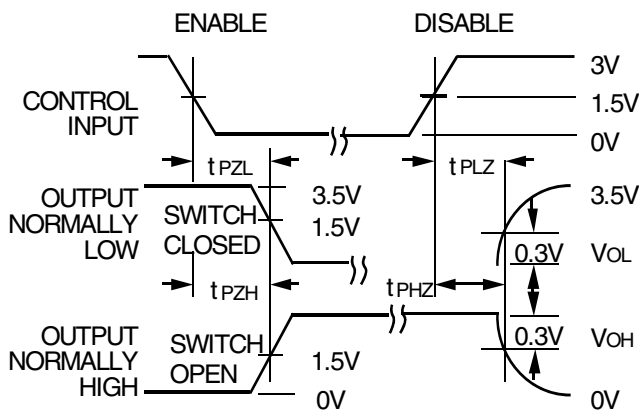 ENABLE DISABLE
3V
CONTROL INPUT 1.5V
0V
tPZL tPLZ
OUTPUT NORMALLY LOW
SWITCH CLOSED
3.5V
1.5V
3.5V
0.3V VOL
tPZH tPHZ
OUTPUT NORMALLY HIGH
SWITCH OPEN
1.5V
0V
0.3V VOH
0V